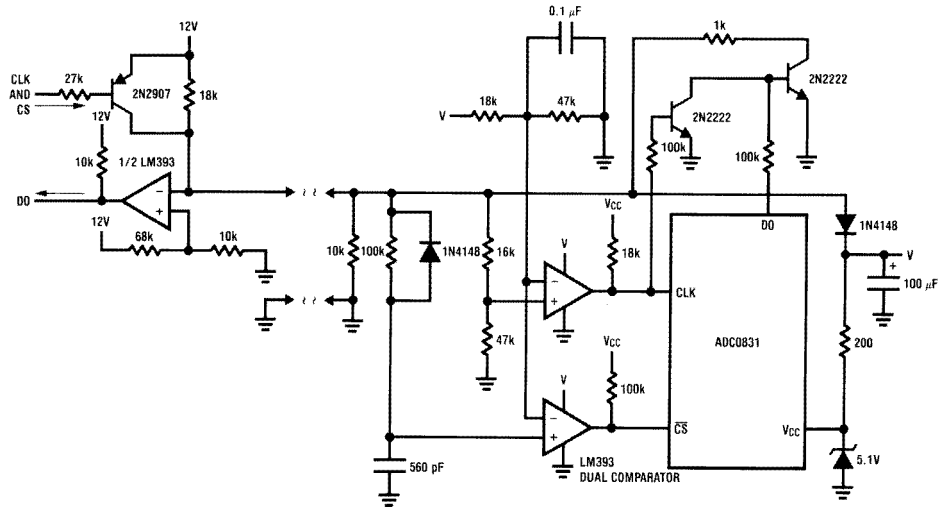 0.1 µF
1k
12V
CLK
AND
CS
27k
2N2907
18k
12V
10k
1/2 LM393
DO
12V
68k
10k
V
18k
47k
2N2222
2N2222
100k
100k
10k
100k
1N4148
16k
47k
V
VCC
18k
CLK
DO
1N4148
V
+
100 µF
ADC0831
200
V
VCC
100k
CS
VCC
5.1V
560 pF
LM393
DUAL COMPARATOR
−
+
−
+
−
+